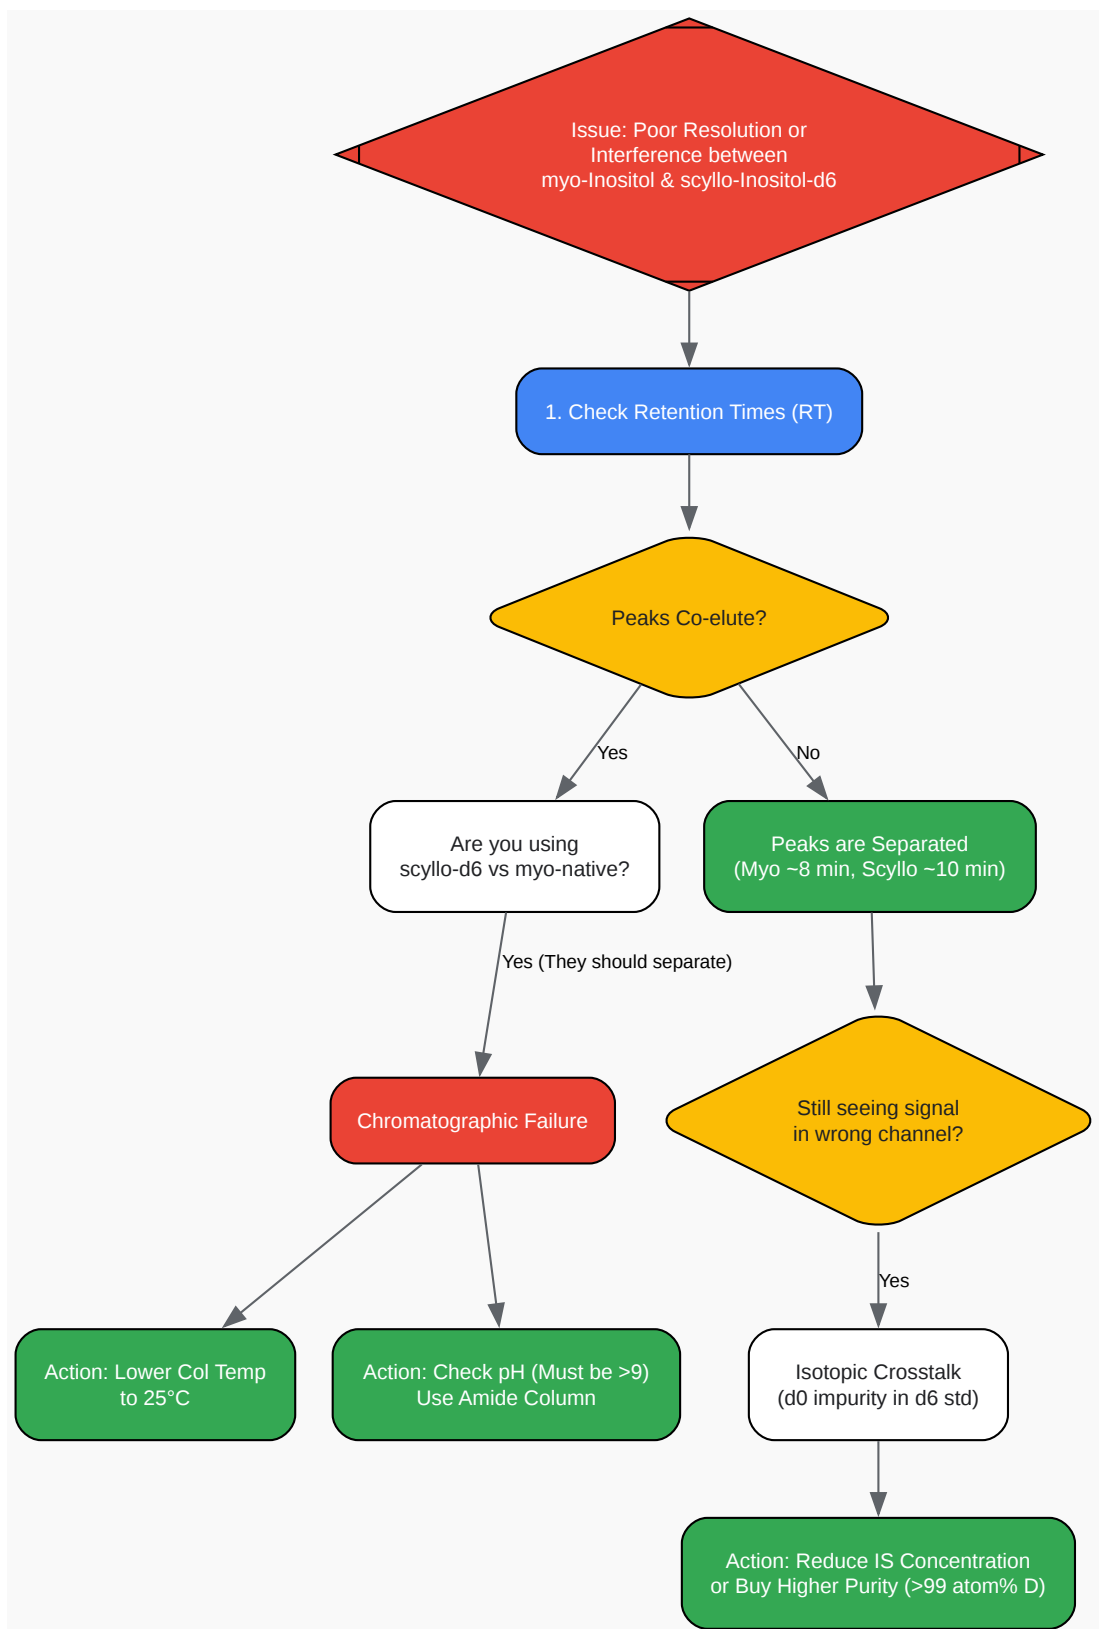 Issue: Poor Resolution or
Interference between
myo-Inositol & scyllo-Inositol-d6
1. Check Retention Times (RT)
Peaks Co-elute?
Yes
No
Are you using
scyllo-d6 vs myo-native?
Peaks are Separated
(Myo ~8 min, Scyllo ~10 min)
Yes (They should separate)
Chromatographic Failure
Still seeing signal
in wrong channel?
Yes
Action: Lower Col Temp
to 25°C
Action: Check pH (Must be >9)
Use Amide Column
Isotopic Crosstalk
(d0 impurity in d6 std)
Action: Reduce IS Concentration
or Buy Higher Purity (>99 atom% D)